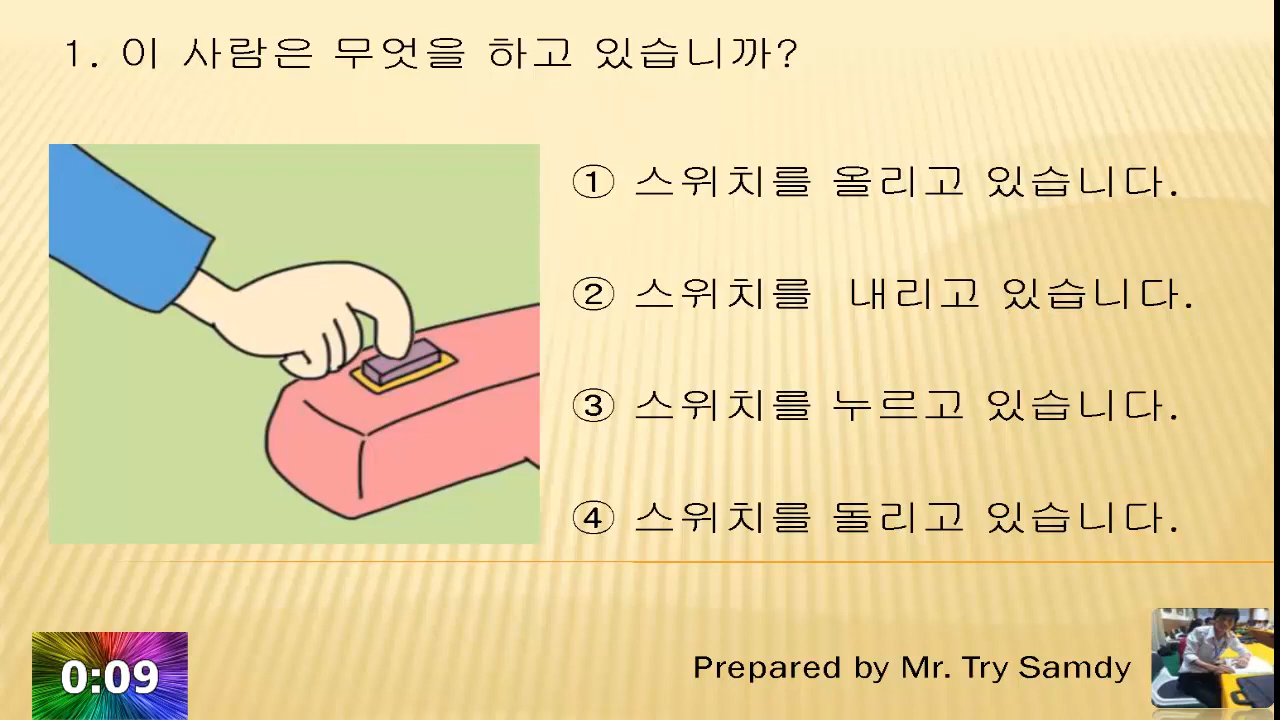 1. 이 사람은 무엇을 하고 있습니까?
① 스위치를 올리고 있습니다.
② 스위치를 내리고 있습니다.
③ 스위치를 누르고 있습니다.
④ 스위치를 돌리고 있습니다.
0:09
Prepared by Mr. Try Samdy